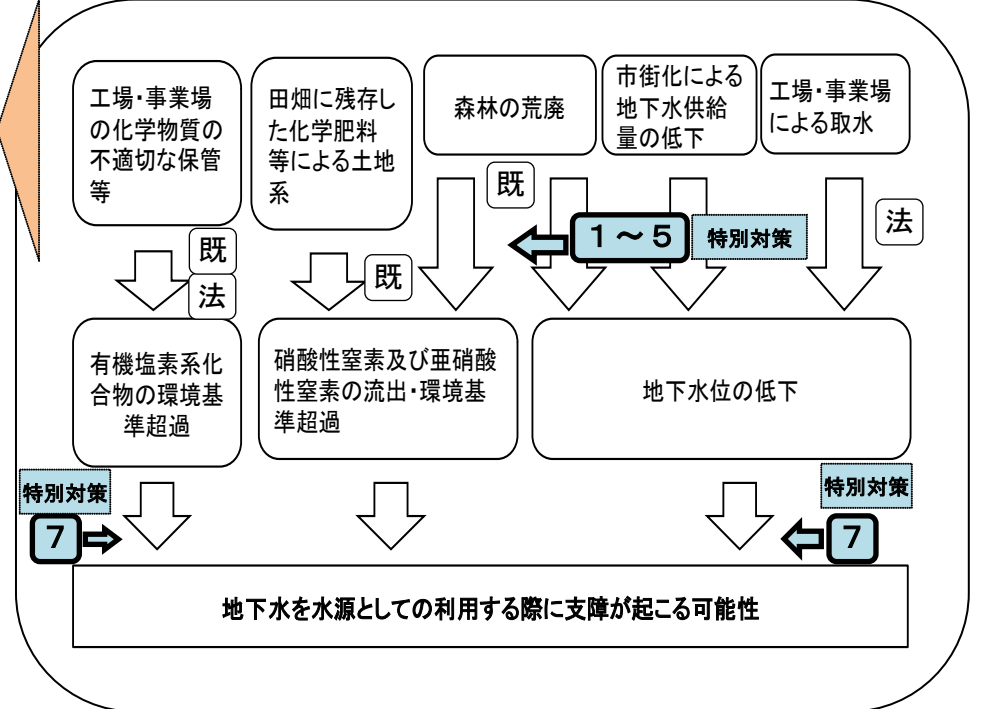 工場・事業場
の化学物質の
不適切な保管
等
田畑に残存し
た化学肥料
等による土地
系
森林の荒廃
市街化による
地下水供給
量の低下
工場・事業場
による取水
既
法
1～5
特別対策
既
法
既
有機塩素系化
合物の環境基
準超過
硝酸性窒素及び亜硝酸
性窒素の流出・環境基
準超過
地下水位の低下
特別対策
7
特別対策
7
地下水を水源としての利用する際に支障が起こる可能性